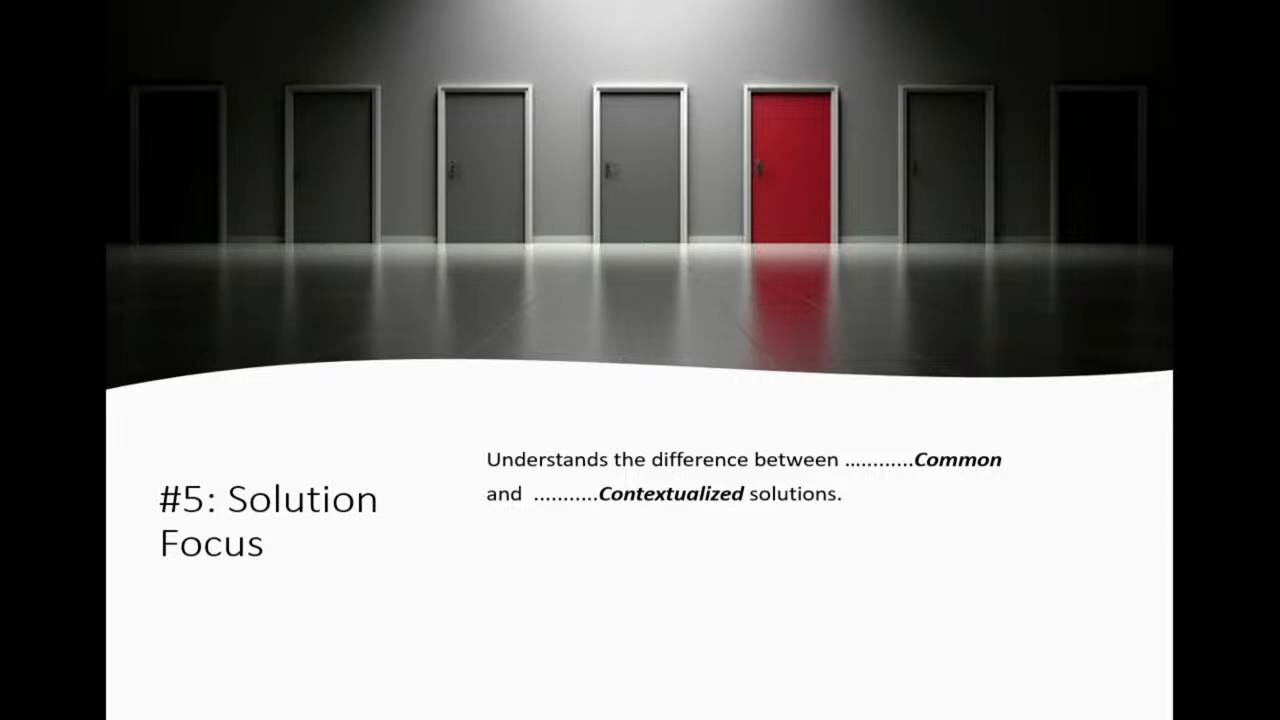 #5: Solution
Focus
Understands the difference between …………Common
and ………..Contextualized solutions.